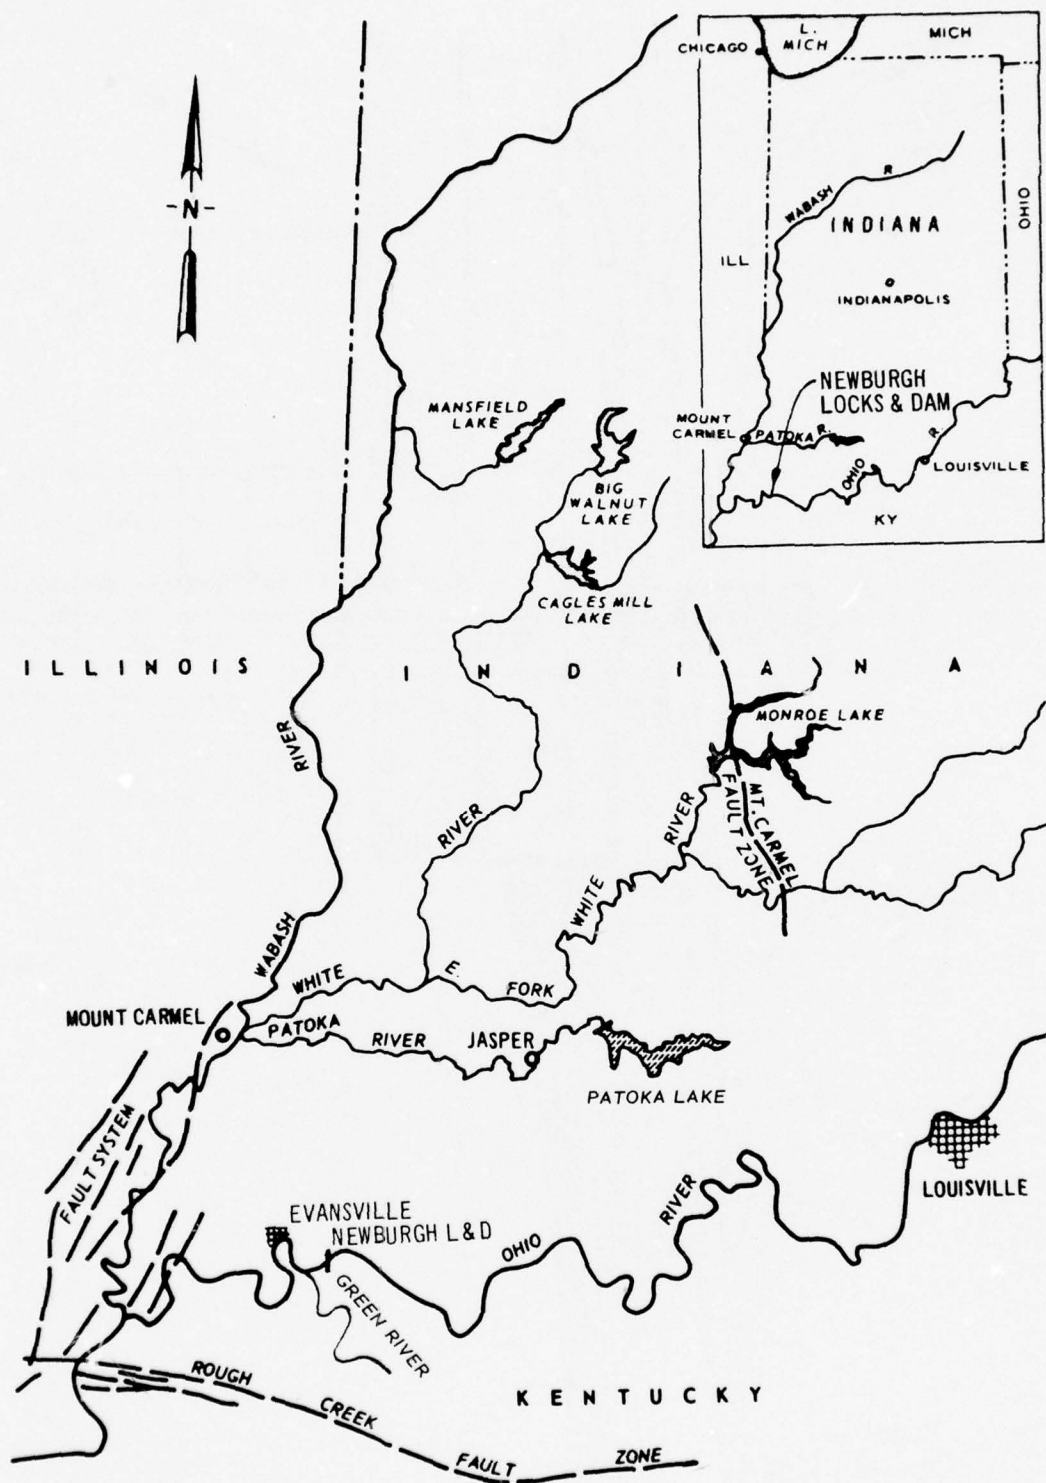 L.
MICH
MICH
CHICAGO
WABASH R
INDIANA
OHIO
ILL
INDIANAPOLIS
NEWBURGH
LOCKS & DAM
MOUNT
CARMEL
PATOKA R.
OHIO R.
LOUISVILLE
KY
-N-
MANSFIELD
LAKE
BIG
WALNUT
LAKE
CAGLES MILL
LAKE
ILLINOIS
INDIANA
MONROE LAKE
MT. CARMEL
FAULT ZONE
WABASH RIVER
RIVER
WHITE RIVER
WHITE
E. FORK
MOUNT CARMEL
PATOKA RIVER
JASPER
PATOKA LAKE
FAULT SYSTEM
LOUISVILLE
EVANSVILLE
NEWBURGH L & D
OHIO RIVER
GREEN RIVER
KENTUCKY
ROUGH CREEK FAULT ZONE